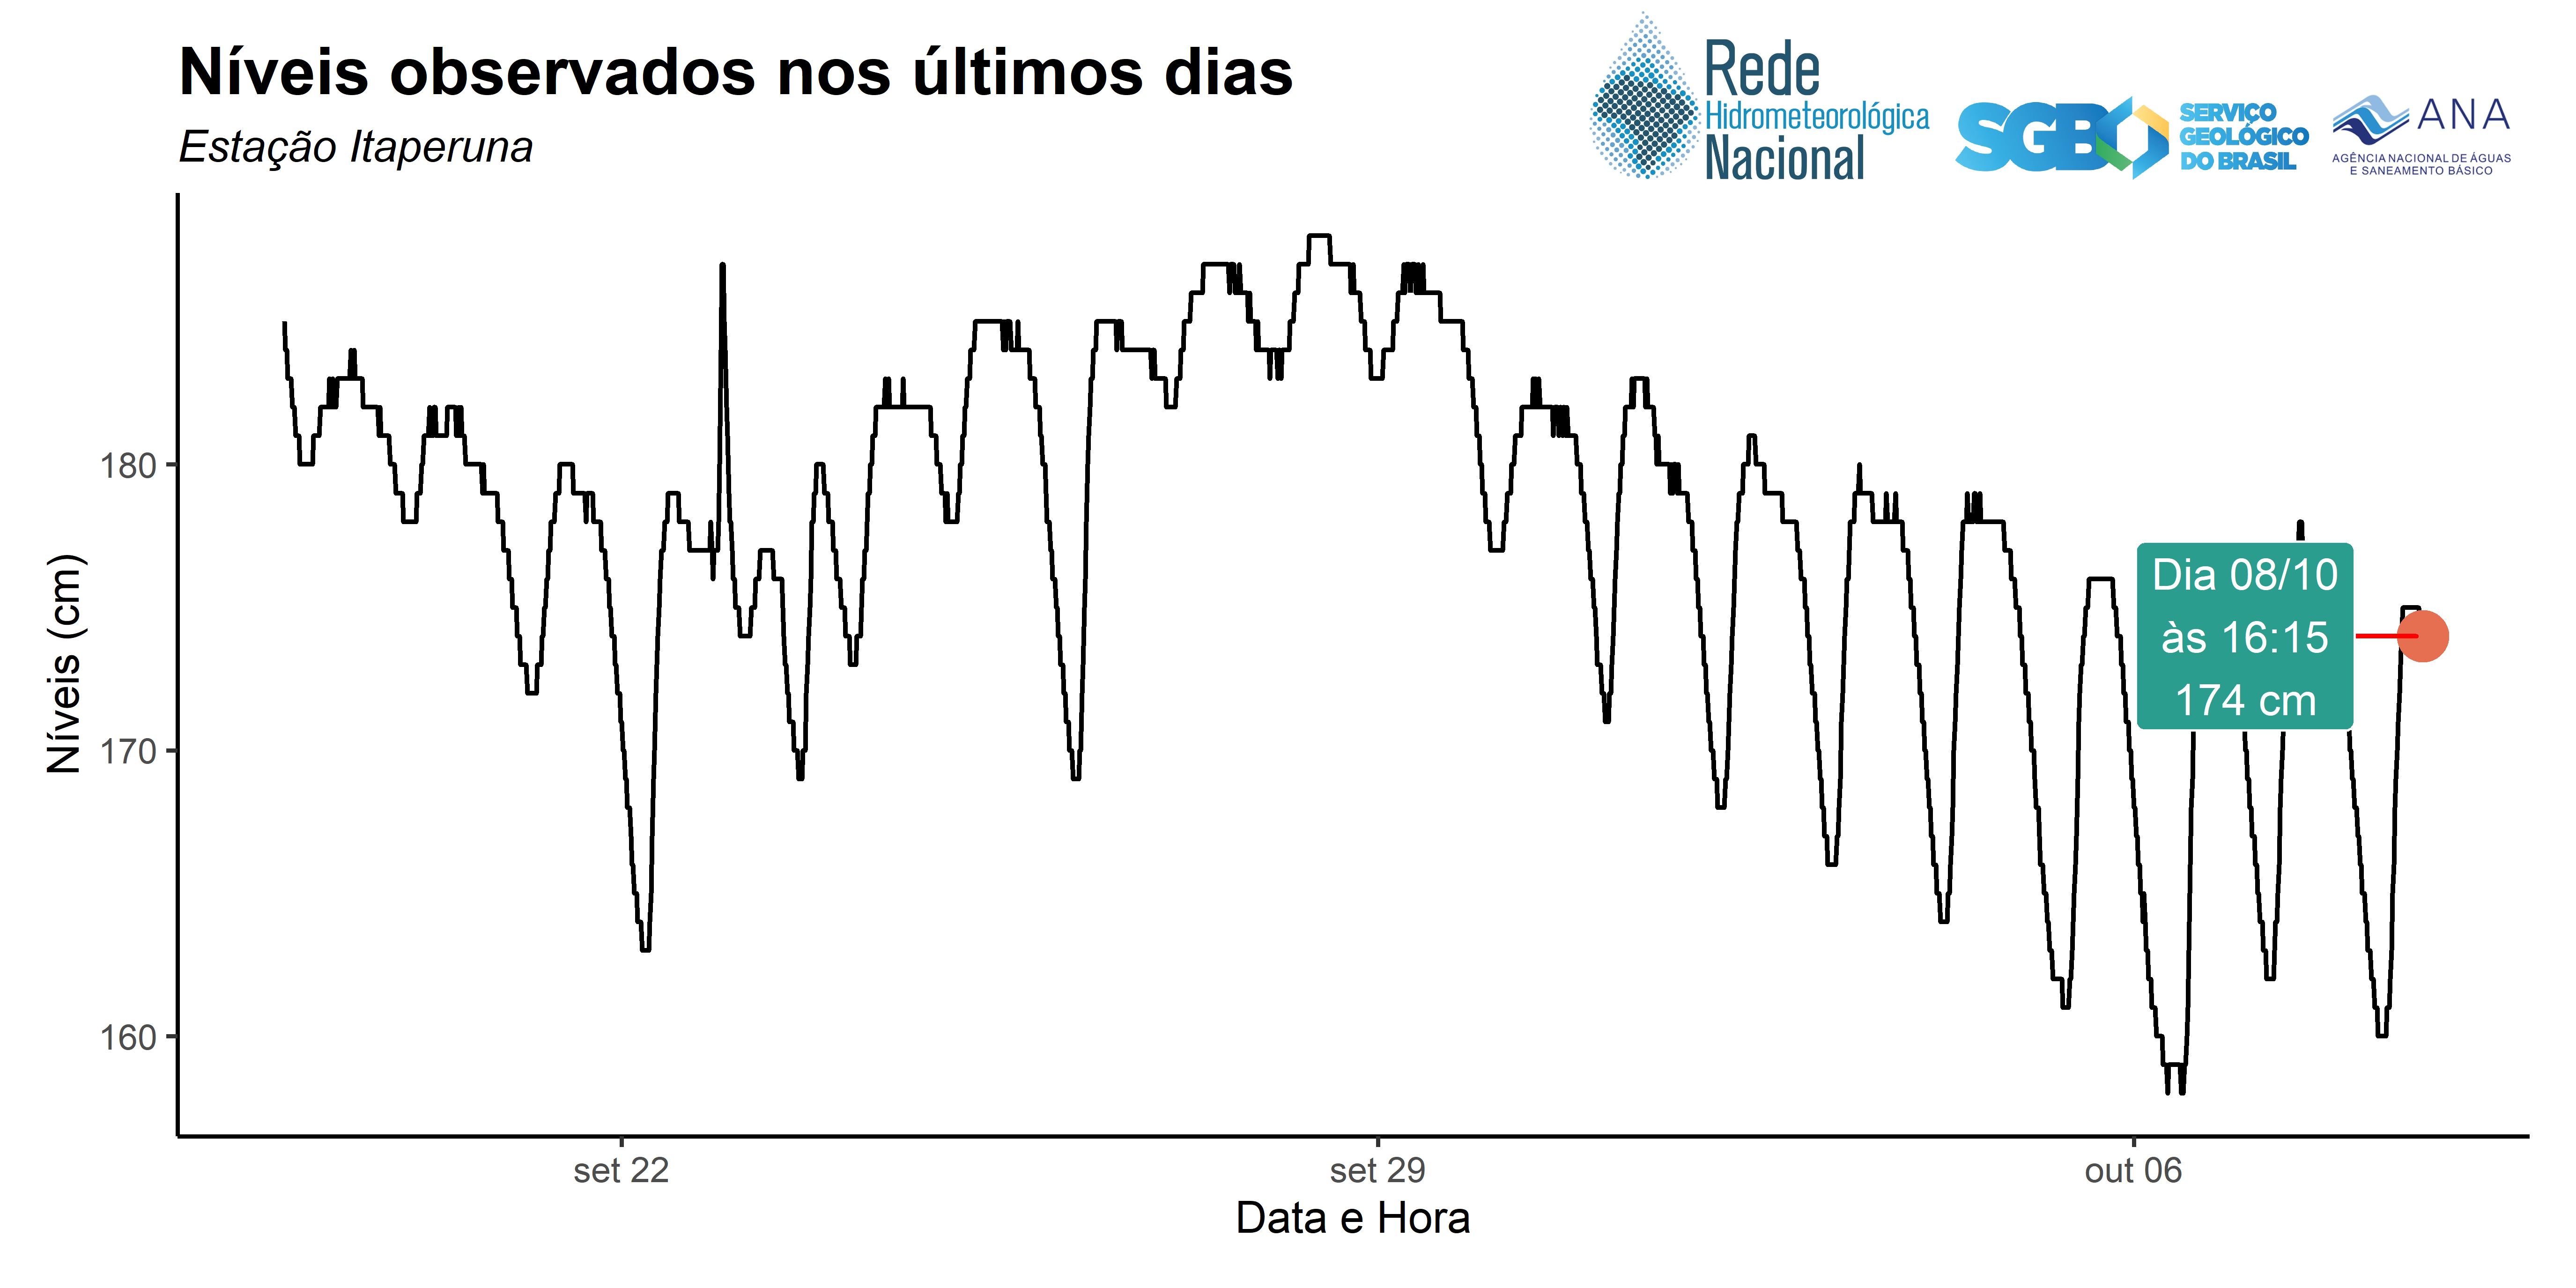 Níveis observados nos últimos dias
Estação Itaperuna
Rede
Hidrometeorológica
Nacional
SGB
SERVIÇO
GEOLÓGICO
DO BRASIL
ANA
AGÊNCIA NACIONAL DE ÁGUAS
E SANEAMENTO BÁSICO
Níveis (cm)
180
170
160
Dia 08/10
às 16:15
174 cm
set 22
set 29
out 06
Data e Hora